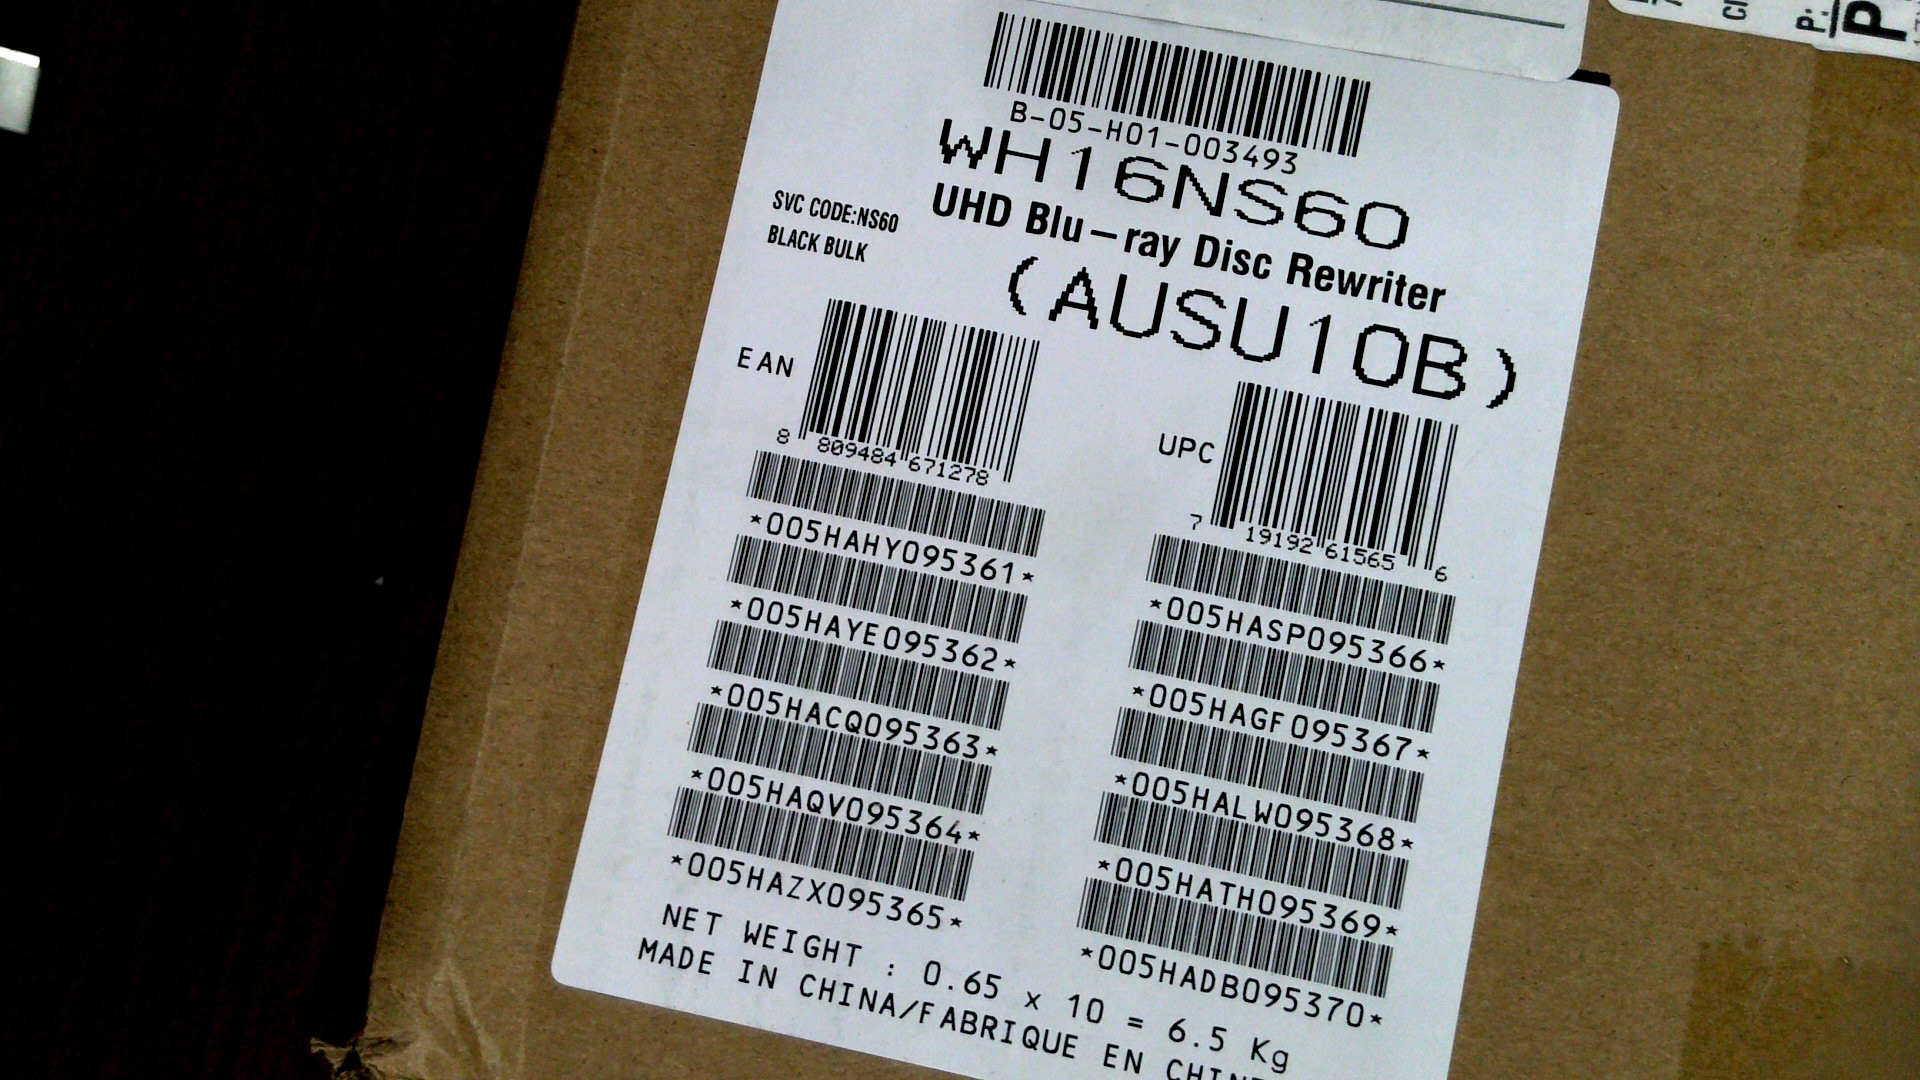 B-05-H01-003493
WH16NS60
UHD Blu-ray Disc Rewriter
(AUSU10B)
SVC CODE:NS60
BLACK BULK
EAN
8 809484 671278
*005HAHY095361*
*005HAYE095362*
*005HACQ095363*
*005HAQV095364*
*005HAZX095365*
UPC
7 19192 61565 6
*005HASP095366*
*005HAGF095367*
*005HALW095368*
*005HATH095369*
*005HADB095370*
NET WEIGHT : 0.65 x 10 = 6.5 Kg
MADE IN CHINA/FABRIQUE EN
P:
P